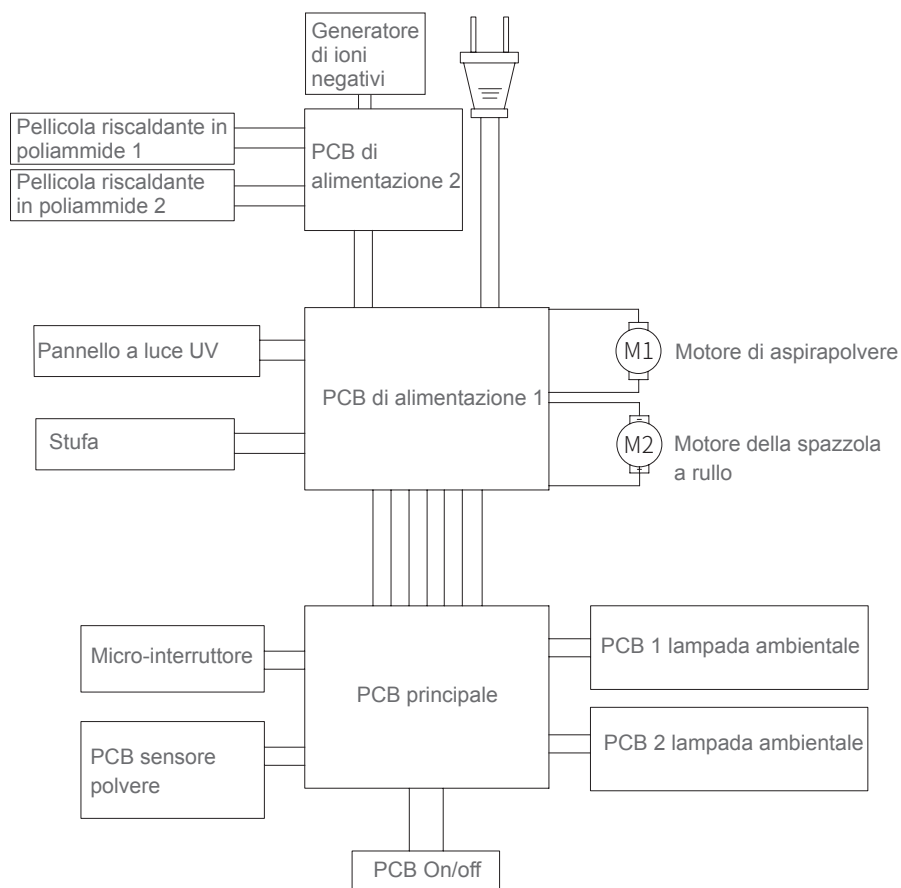 Generatore
di ioni
negativi
Pellicola riscaldante in
poliammide 1
PCB di
alimentazione 2
Pellicola riscaldante
in poliammide 2
Pannello a luce UV
PCB di alimentazione 1
M1
Motore di aspirapolvere
Stufa
M2
Motore della spazzola
a rullo
Micro-interruttore
PCB principale
PCB 1 lampada ambientale
PCB sensore
polvere
PCB 2 lampada ambientale
PCB On/off